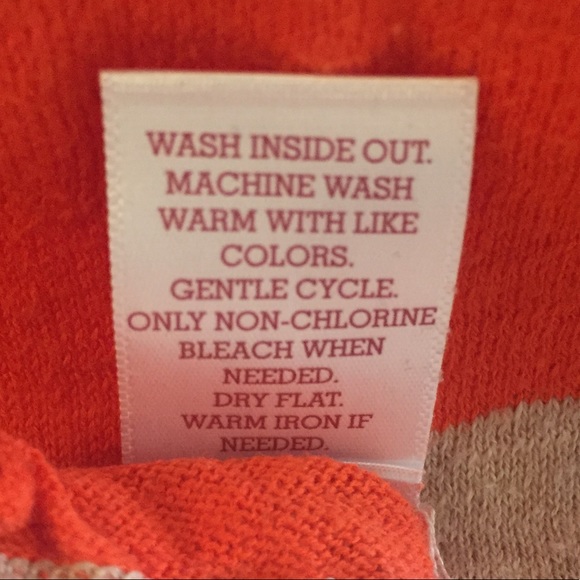 WASH INSIDE OUT.
MACHINE WASH
WARM WITH LIKE
COLORS.
GENTLE CYCLE.
ONLY NON-CHLORINE
BLEACH WHEN
NEEDED.
DRY FLAT.
WARM IRON IF
NEEDED.